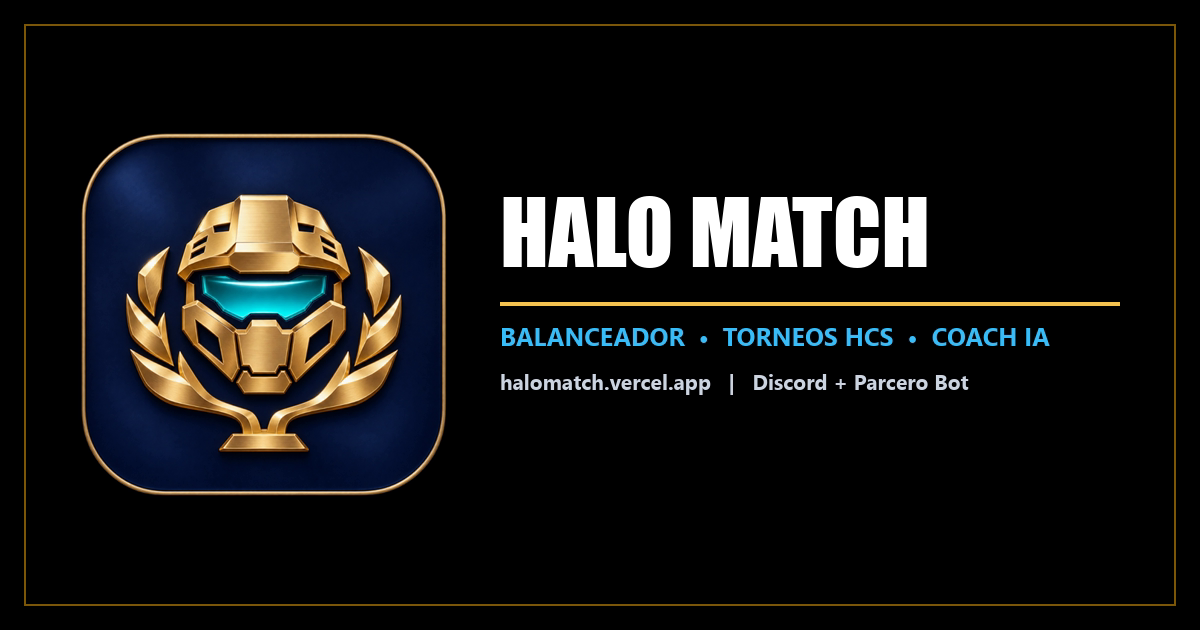 HALO MATCH
BALANCEADOR • TORNEOS HCS • COACH IA
halomatch.vercel.app | Discord + Parcero Bot